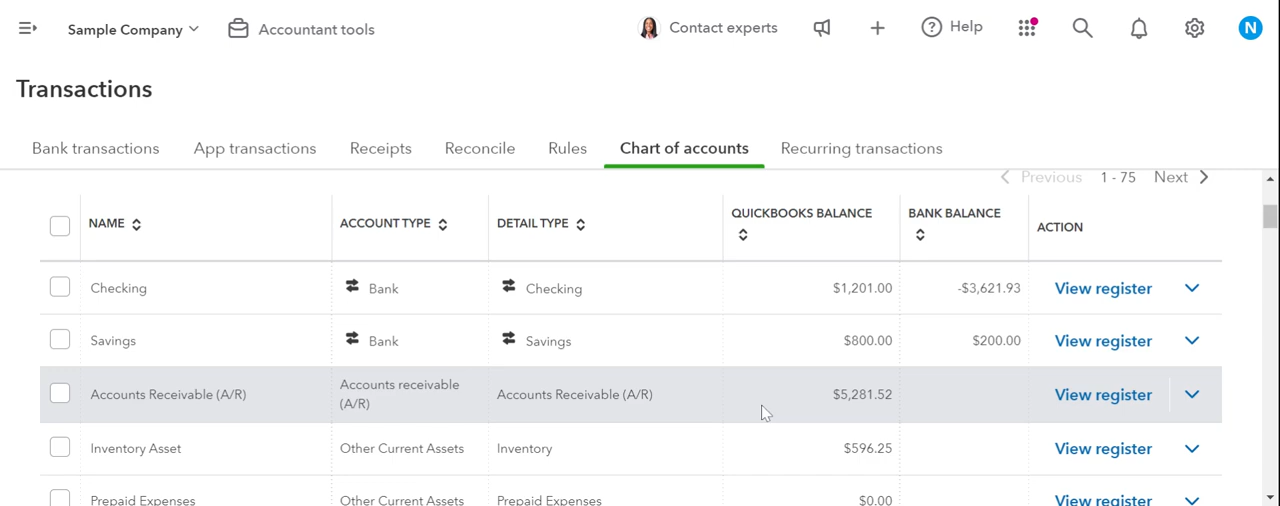 Sample Company Accountant tools Contact experts Help N
Transactions
Bank transactions App transactions Receipts Reconcile Rules Chart of accounts Recurring transactions
Previous 1 - 75 Next
NAME ACCOUNT TYPE DETAIL TYPE QUICKBOOKS BALANCE BANK BALANCE ACTION
Checking Bank Checking $1,201.00 -$3,621.93 View register
Savings Bank Savings $800.00 $200.00 View register
Accounts Receivable (A/R) Accounts receivable (A/R) Accounts Receivable (A/R) $5,281.52 View register
Inventory Asset Other Current Assets Inventory $596.25 View register
Prepaid Expenses Other Current Assets Prepaid Expenses $0.00 View register